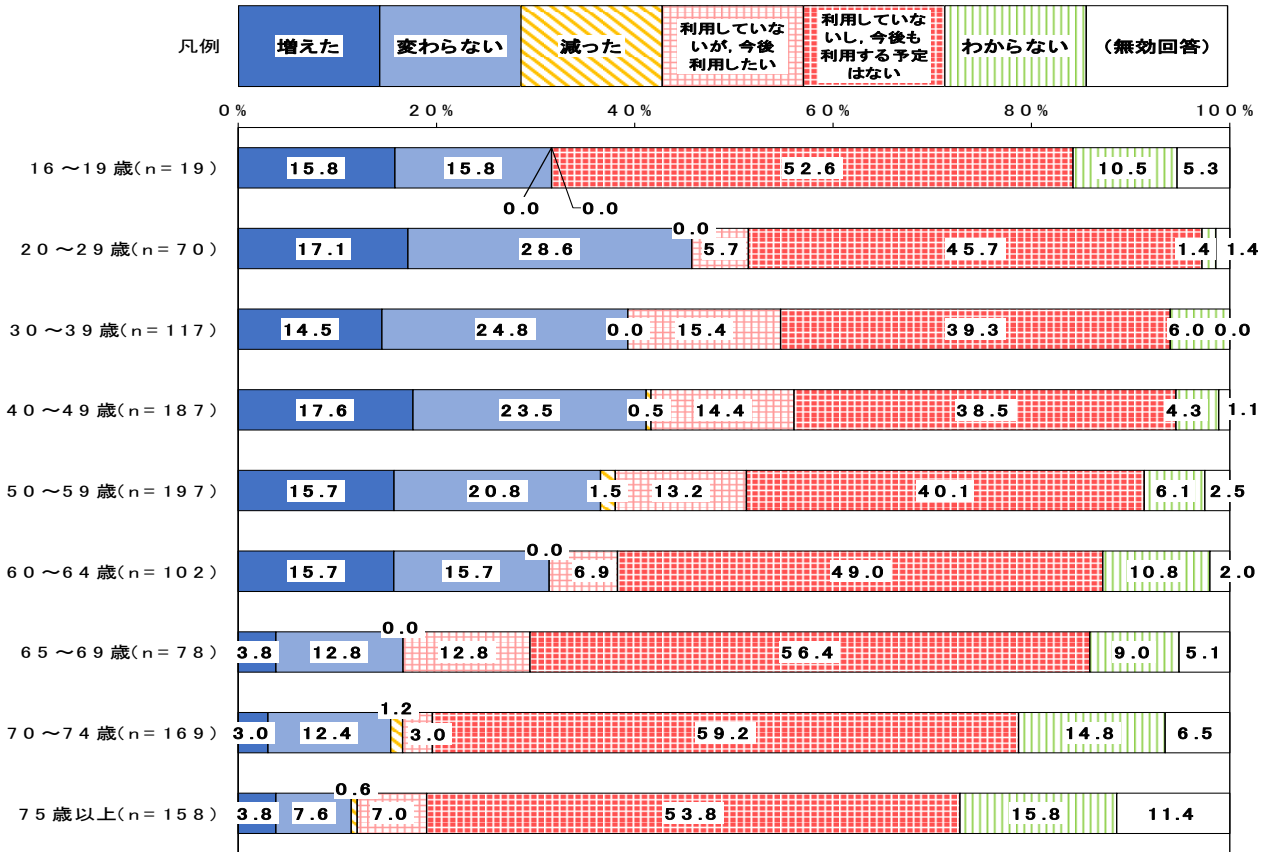 凡例
増えた
変わらない
減った
利用していな
いが，今後
利用したい
利用していな
いし，今後も
利用する予定
はない
わからない
（無効回答）
0% 20% 40% 60% 80% 100%
16～19歳(n=19) 15.8 15.8 52.6 10.5 5.3
0.0 0.0
0.0
20～29歳(n=70) 17.1 28.6 5.7 45.7 1.4 1.4
30～39歳(n=117) 14.5 24.8 0.0 15.4 39.3 6.0 0.0
40～49歳(n=187) 17.6 23.5 0.5 14.4 38.5 4.3 1.1
50～59歳(n=197) 15.7 20.8 1.5 13.2 40.1 6.1 2.5
0.0
60～64歳(n=102) 15.7 15.7 6.9 49.0 10.8 2.0
0.0
65～69歳(n=78) 3.8 12.8 12.8 56.4 9.0 5.1
1.2
70～74歳(n=169) 3.0 12.4 3.0 59.2 14.8 6.5
0.6
75歳以上(n=158) 3.8 7.6 7.0 53.8 15.8 11.4